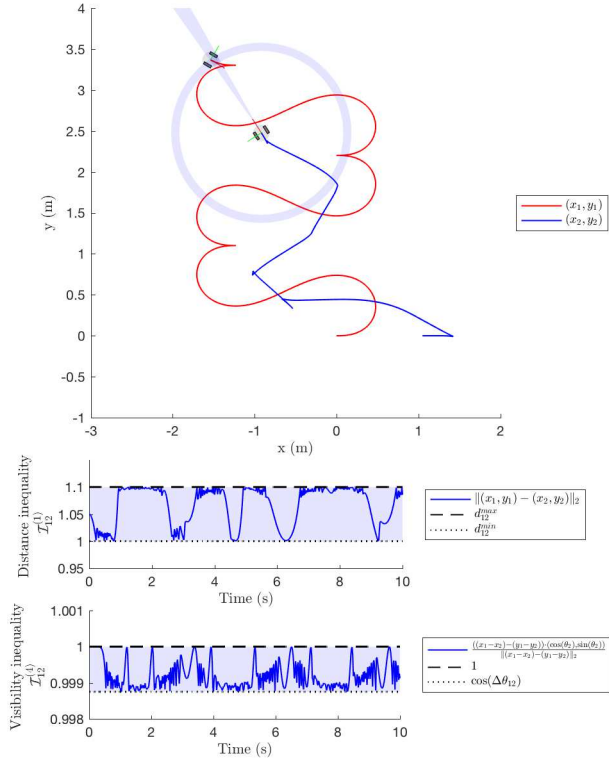 4
3.5
3
2.5
2
1.5
1
0.5
0
-0.5
-1
y (m)
-3 -2 -1 0 1 2
x (m)
(x₁, y₁)
(x₂, y₂)
Distance inequality
𝓘₁₂⁽¹⁾
1.1
1.05
1
0.95
0 2 4 6 8 10
Time (s)
‖(x₁, y₁) − (x₂, y₂)‖₂
d₁₂ᵐᵃˣ
d₁₂ᵐⁱⁿ
Visibility inequality
𝓘₁₂⁽⁴⁾
1.001
1
0.999
0.998
0 2 4 6 8 10
Time (s)
((x₁−x₂)−(y₁−y₂))·(cos(θ₂),sin(θ₂))
‖(x₁−x₂)−(y₁−y₂)‖₂
1
cos(Δθ₁₂)